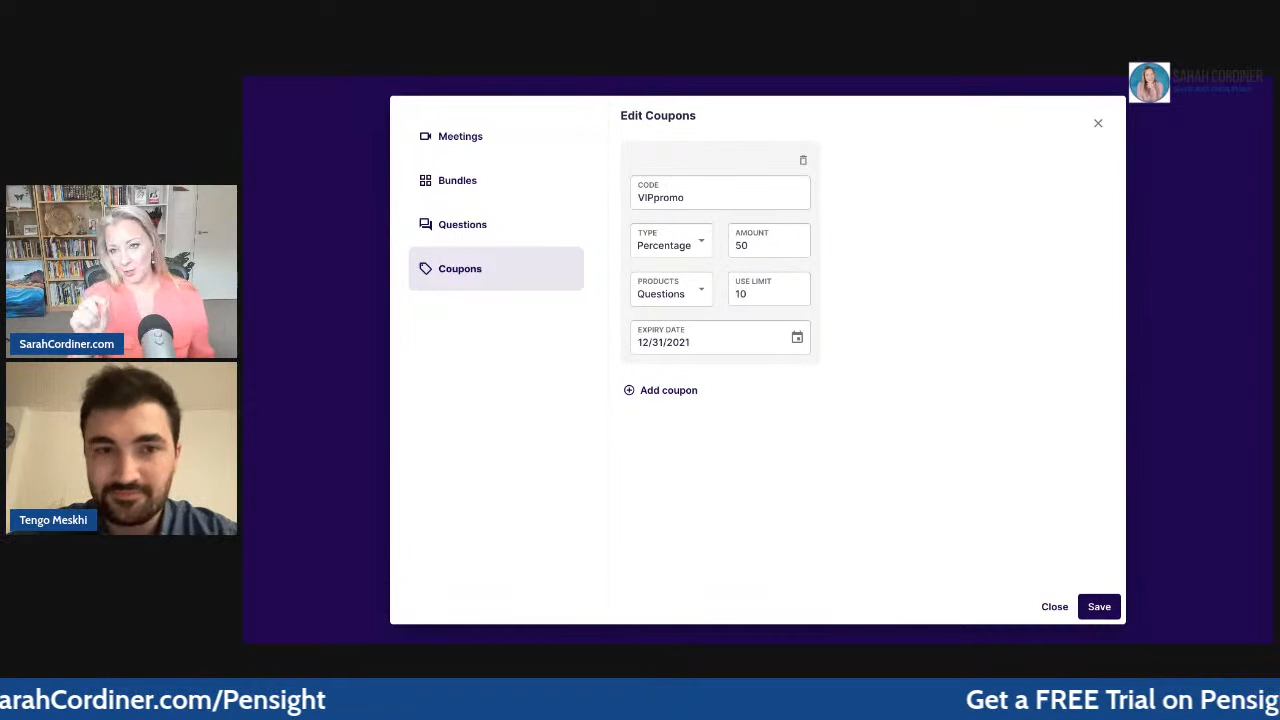 SARAH CORDINER
Edit Coupons
Meetings
Bundles
Questions
Coupons
CODE
VIPpromo
TYPE
Percentage
AMOUNT
50
PRODUCTS
Questions
USE LIMIT
10
EXPIRY DATE
12/31/2021
Add coupon
Close
Save
SarahCordiner.com
Tengo Meskhi
arahCordiner.com/Pensight
Get a FREE Trial on Pensig